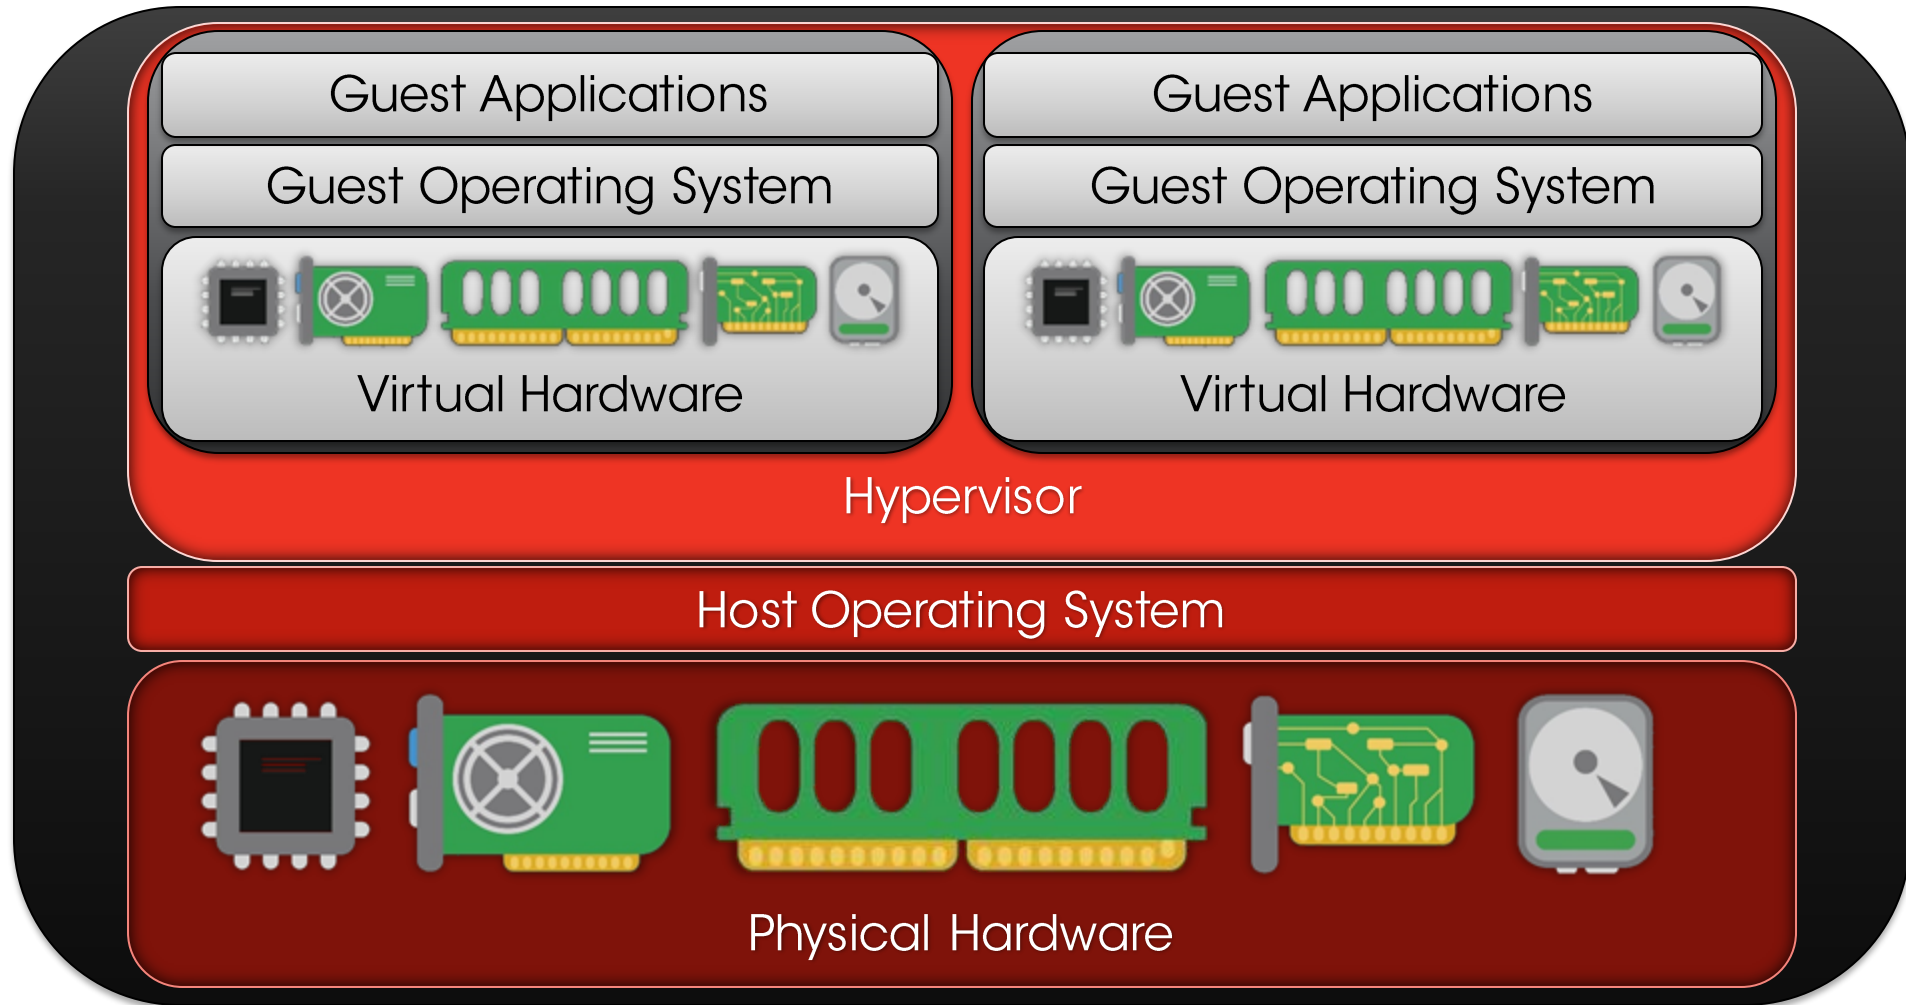 Guest Applications
Guest Operating System
Virtual Hardware
Guest Applications
Guest Operating System
Virtual Hardware
Hypervisor
Host Operating System
Physical Hardware